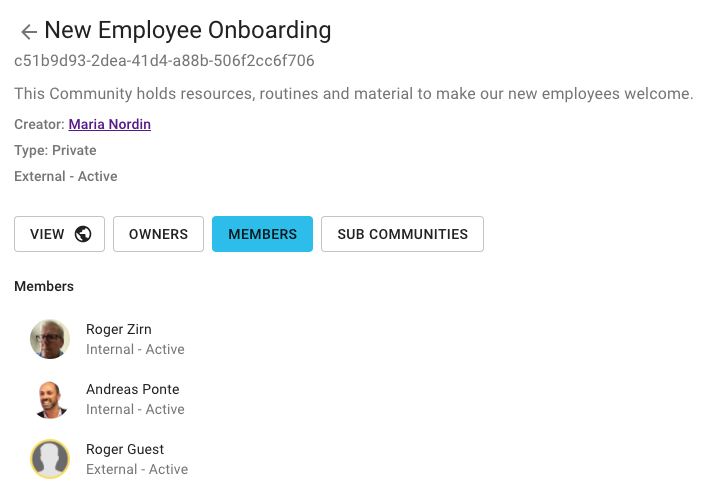 New Employee Onboarding
c51b9d93-2dea-41d4-a88b-506f2cc6f706
This Community holds resources, routines and material to make our new employees welcome.
Creator: Maria Nordin
Type: Private
External - Active
VIEW OWNERS MEMBERS SUB COMMUNITIES
Members
Roger Zirn
Internal - Active
Andreas Ponte
Internal - Active
Roger Guest
External - Active